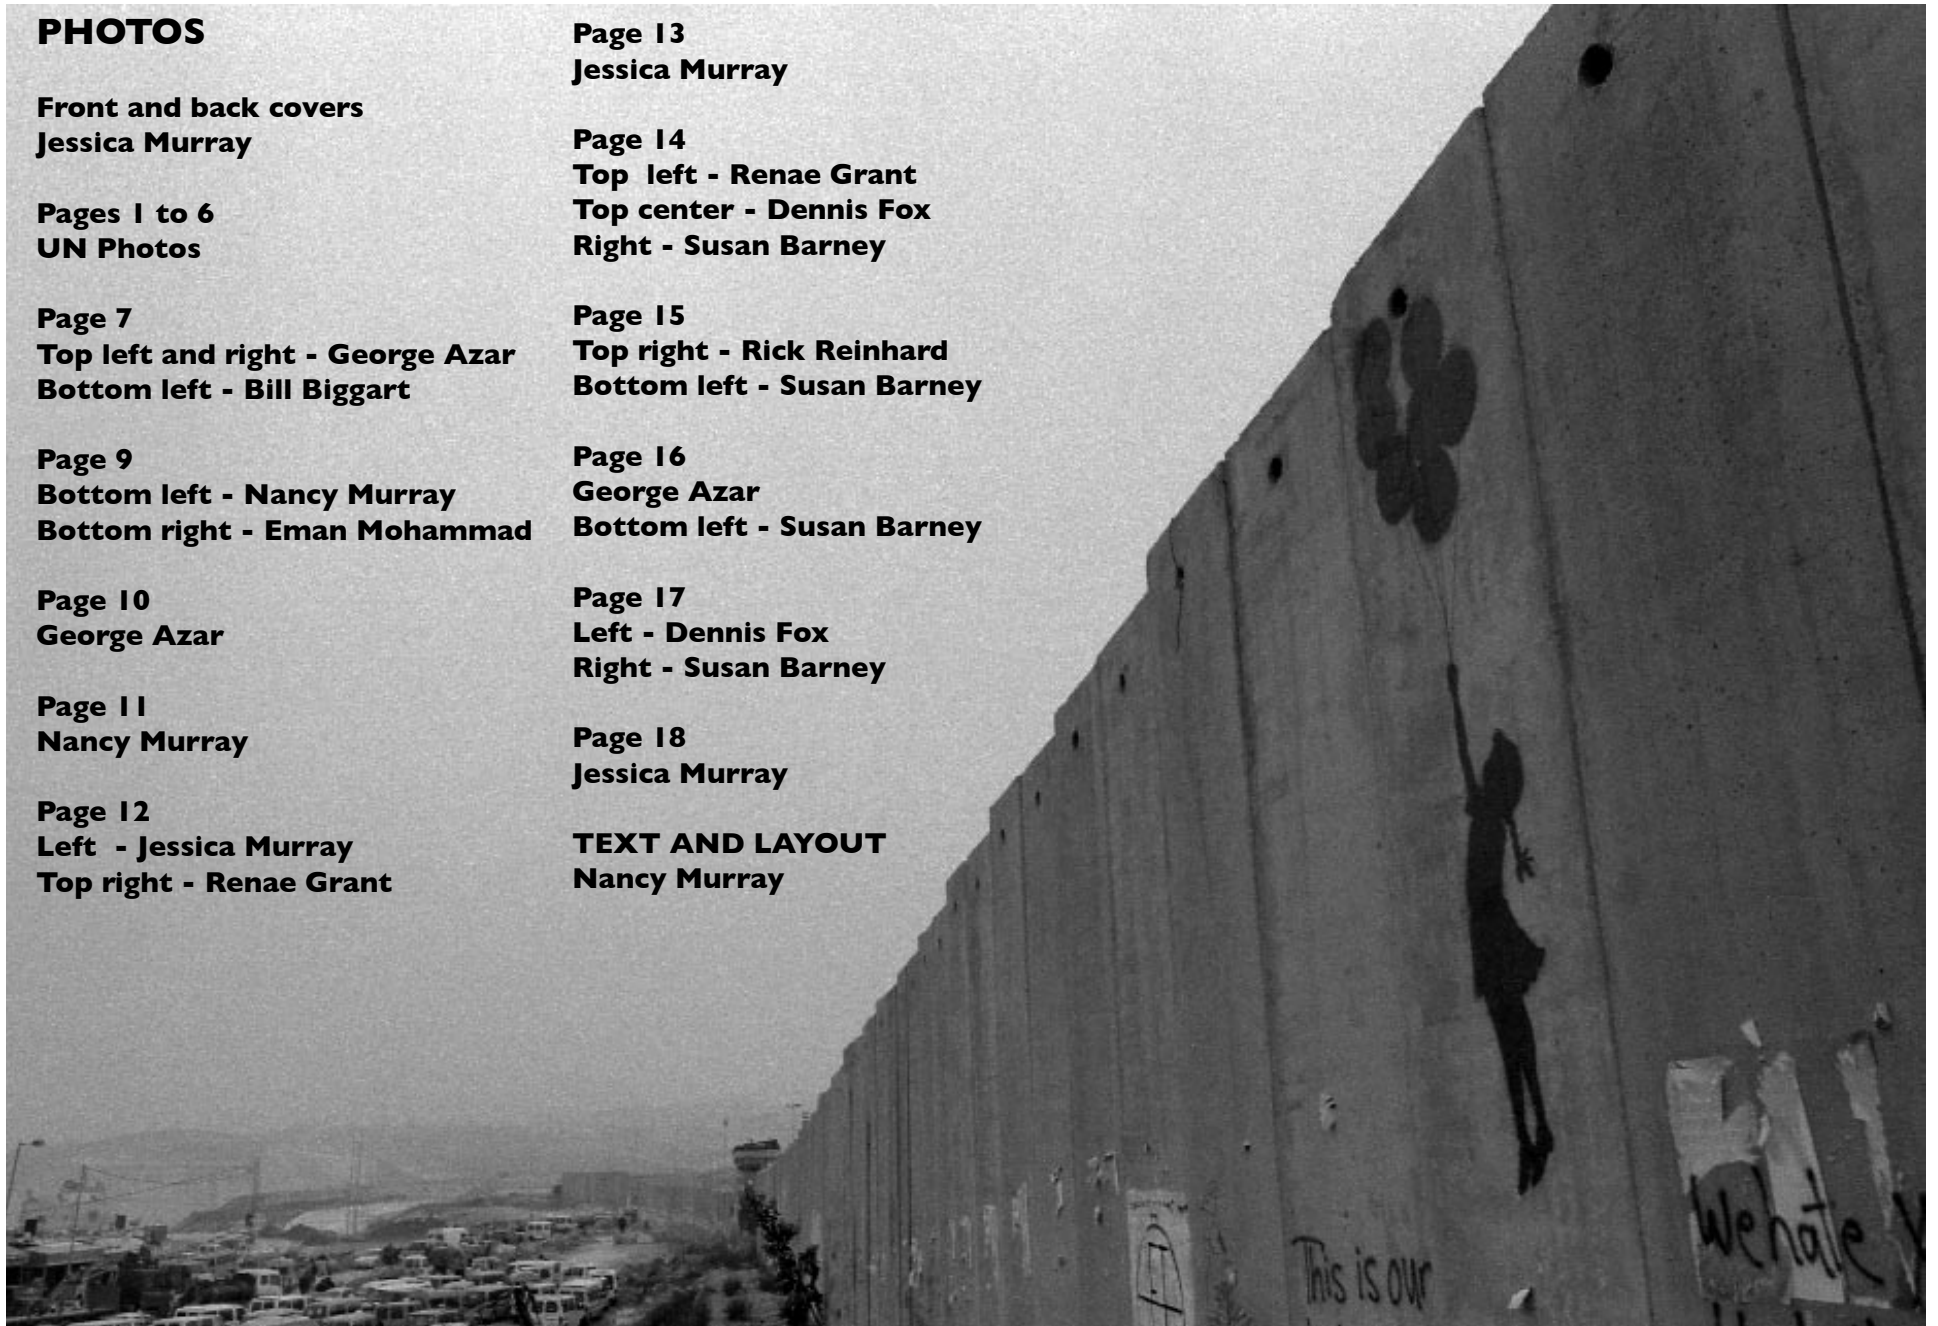 PHOTOS
Front and back covers
Jessica Murray
Pages 1 to 6
UN Photos
Page 7
Top left and right - George Azar
Bottom left - Bill Biggart
Page 9
Bottom left - Nancy Murray
Bottom right - Eman Mohammad
Page 10
George Azar
Page 11
Nancy Murray
Page 12
Left  - Jessica Murray
Top right - Renae Grant
Page 13
Jessica Murray
Page 14
Top  left - Renae Grant
Top center - Dennis Fox
Right - Susan Barney
Page 15
Top right - Rick Reinhard
Bottom left - Susan Barney
Page 16
George Azar
Bottom left - Susan Barney
Page 17
Left - Dennis Fox
Right - Susan Barney
Page 18
Jessica Murray
TEXT AND LAYOUT
Nancy Murray
This is our
We hate